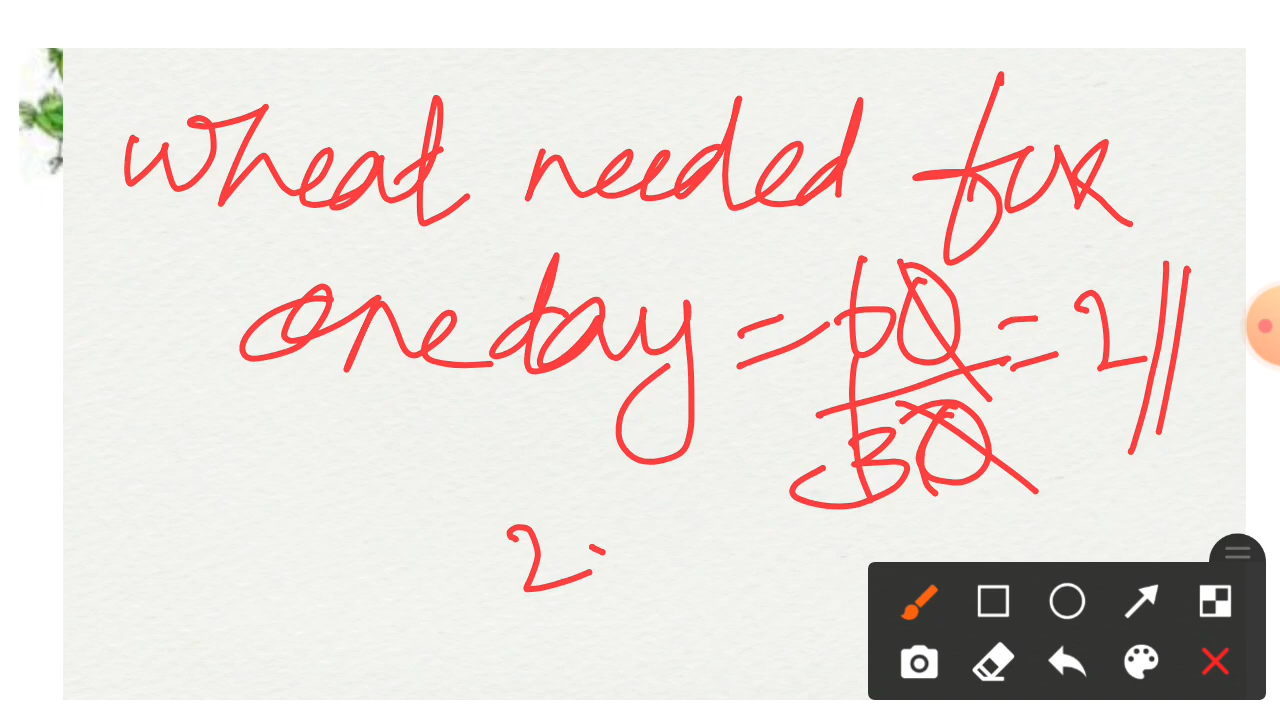 wheat needed for
one day = 60/30 = 2//
2